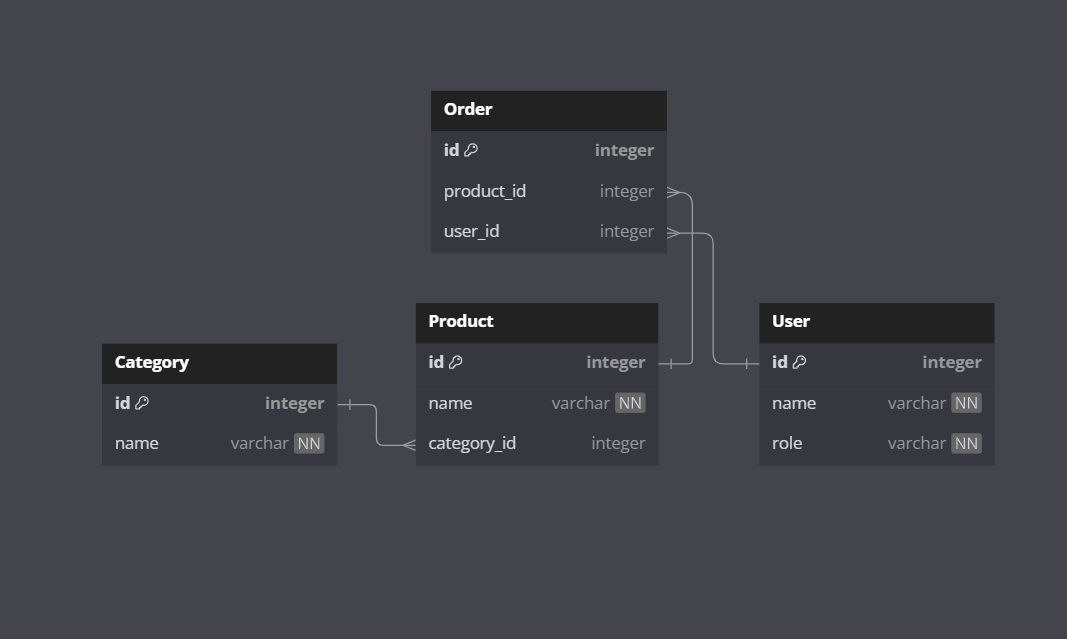 Order
id integer
product_id integer
user_id integer
Product
id integer
name varchar NN
category_id integer
User
id integer
name varchar NN
role varchar NN
Category
id integer
name varchar NN